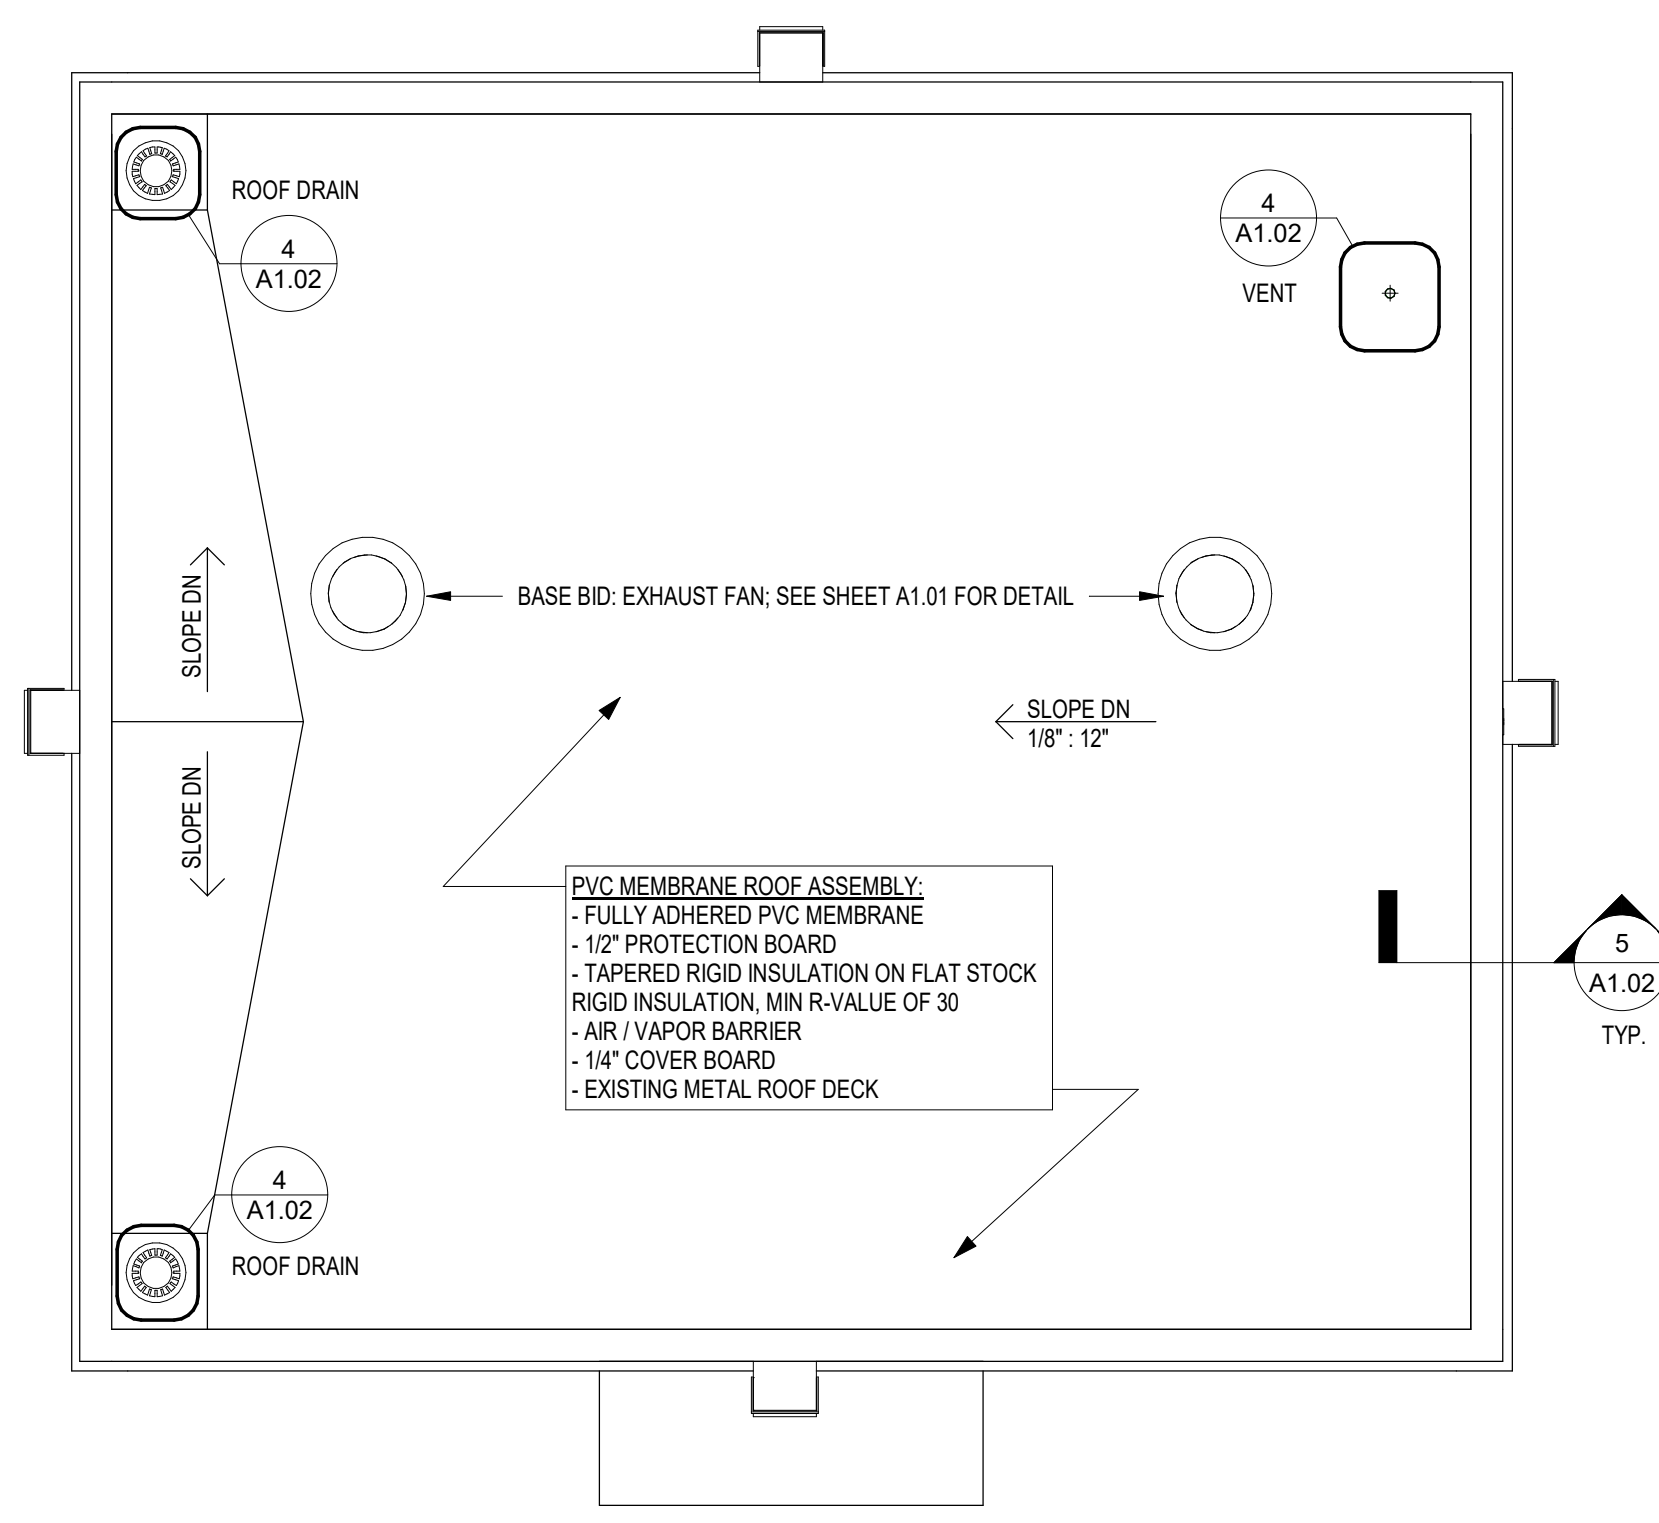 ROOF DRAIN
4
A1.02
4
A1.02
VENT
SLOPE DN
BASE BID: EXHAUST FAN; SEE SHEET A1.01 FOR DETAIL
SLOPE DN
1/8" : 12"
SLOPE DN
PVC MEMBRANE ROOF ASSEMBLY:
- FULLY ADHERED PVC MEMBRANE
- 1/2" PROTECTION BOARD
- TAPERED RIGID INSULATION ON FLAT STOCK
RIGID INSULATION, MIN R-VALUE OF 30
- AIR / VAPOR BARRIER
- 1/4" COVER BOARD
- EXISTING METAL ROOF DECK
5
A1.02
TYP.
4
A1.02
ROOF DRAIN